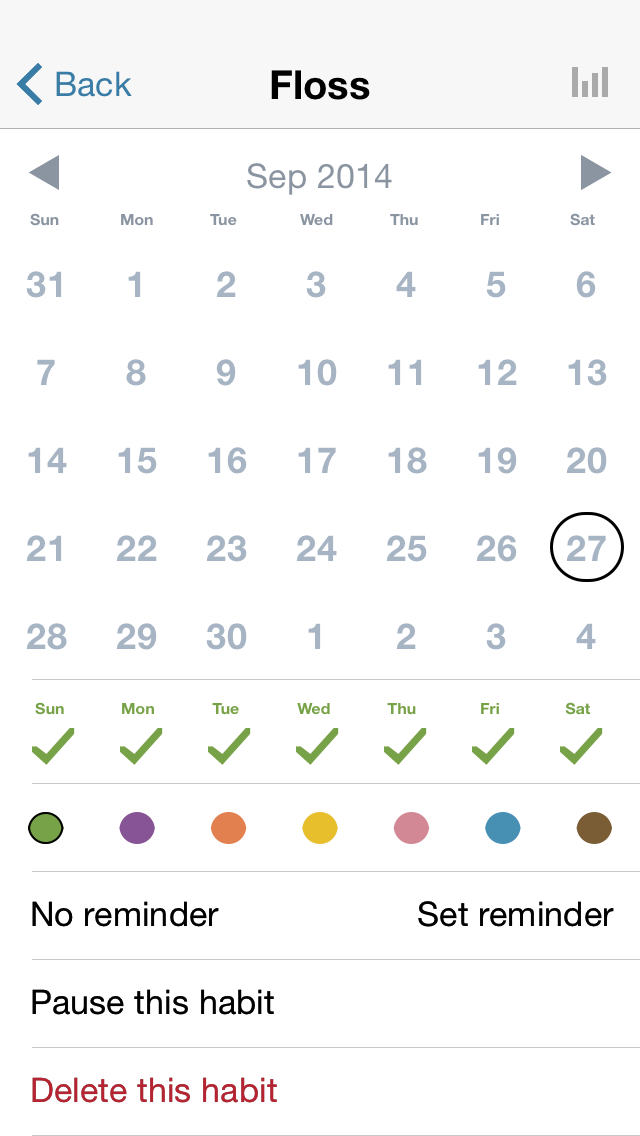 Back Floss
Sep 2014
Sun Mon Tue Wed Thu Fri Sat
31 1 2 3 4 5 6
7 8 9 10 11 12 13
14 15 16 17 18 19 20
21 22 23 24 25 26 27
28 29 30 1 2 3 4
Sun Mon Tue Wed Thu Fri Sat
No reminder Set reminder
Pause this habit
Delete this habit